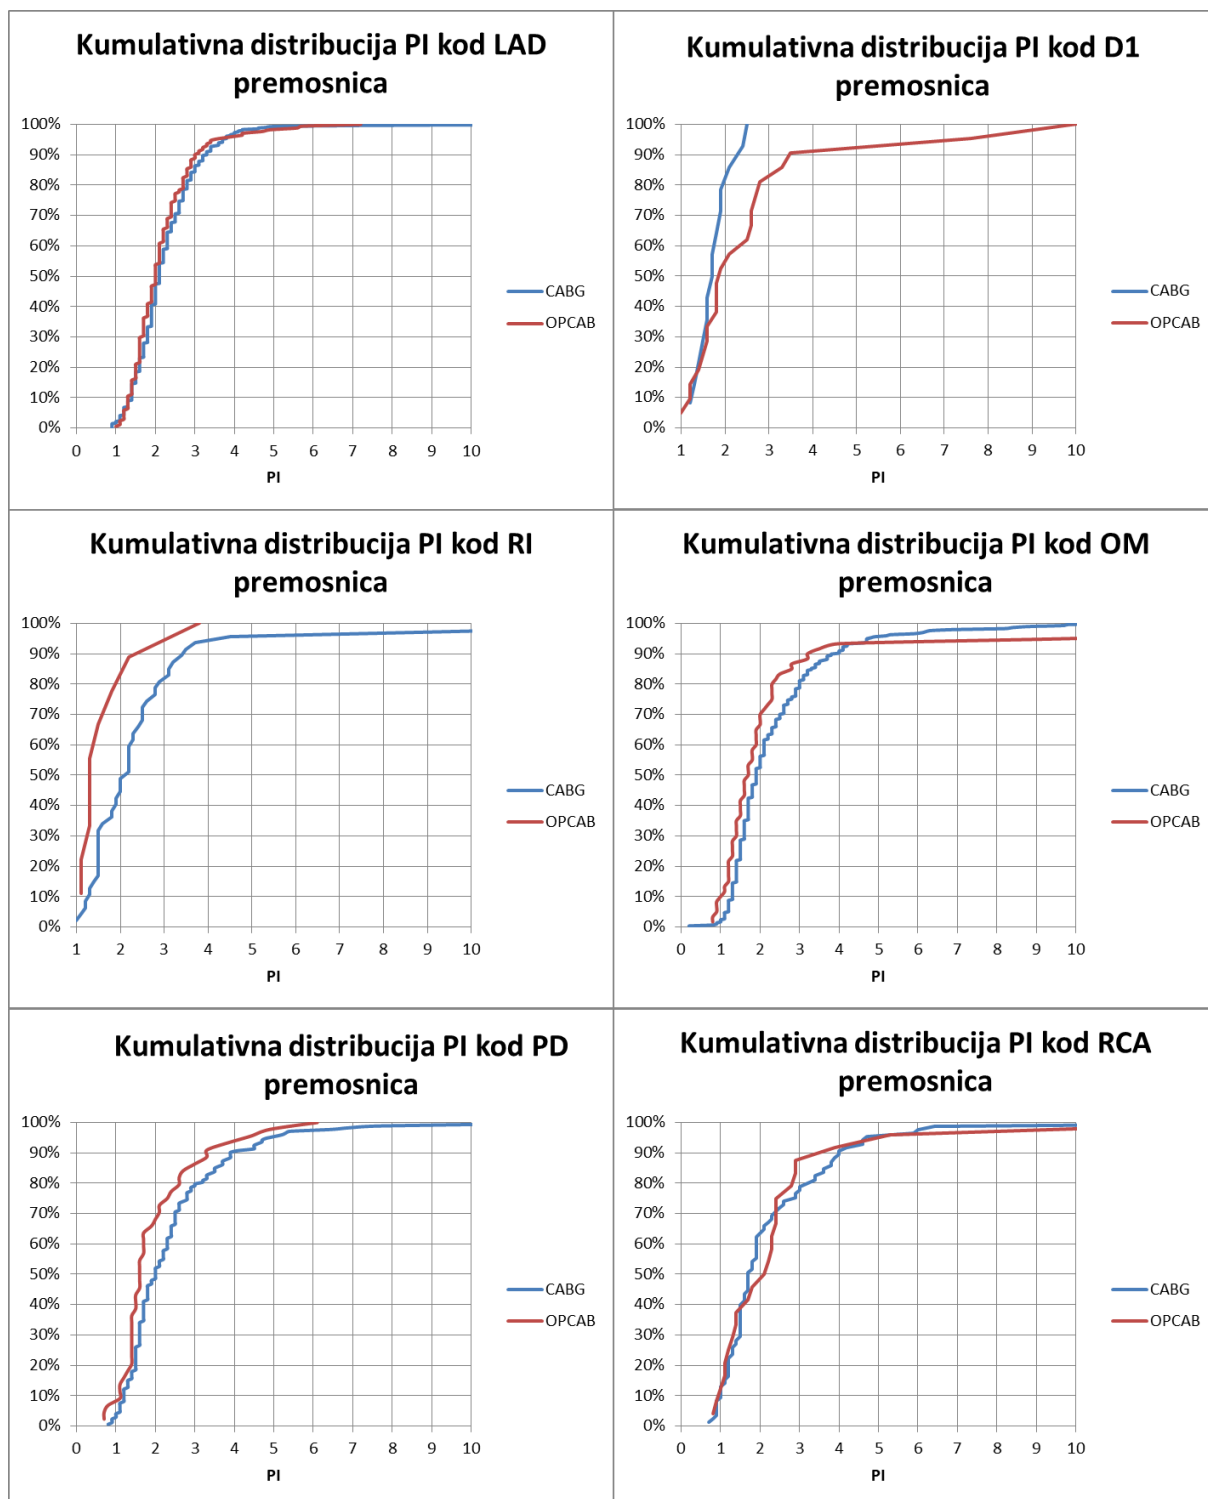 Kumulativna distribucija PI kod LAD
premosnica
100%
90%
80%
70%
60%
50%
40%
30%
20%
10%
0%
0 1 2 3 4 5 6 7 8 9 10
PI
CABG
OPCAB
Kumulativna distribucija PI kod D1
premosnica
100%
90%
80%
70%
60%
50%
40%
30%
20%
10%
0%
1 2 3 4 5 6 7 8 9 10
PI
CABG
OPCAB
Kumulativna distribucija PI kod RI
premosnica
100%
90%
80%
70%
60%
50%
40%
30%
20%
10%
0%
1 2 3 4 5 6 7 8 9 10
PI
CABG
OPCAB
Kumulativna distribucija PI kod OM
premosnica
100%
90%
80%
70%
60%
50%
40%
30%
20%
10%
0%
0 1 2 3 4 5 6 7 8 9 10
PI
CABG
OPCAB
Kumulativna distribucija PI kod PD
premosnica
100%
90%
80%
70%
60%
50%
40%
30%
20%
10%
0%
0 1 2 3 4 5 6 7 8 9 10
PI
CABG
OPCAB
Kumulativna distribucija PI kod RCA
premosnica
100%
90%
80%
70%
60%
50%
40%
30%
20%
10%
0%
0 1 2 3 4 5 6 7 8 9 10
PI
CABG
OPCAB